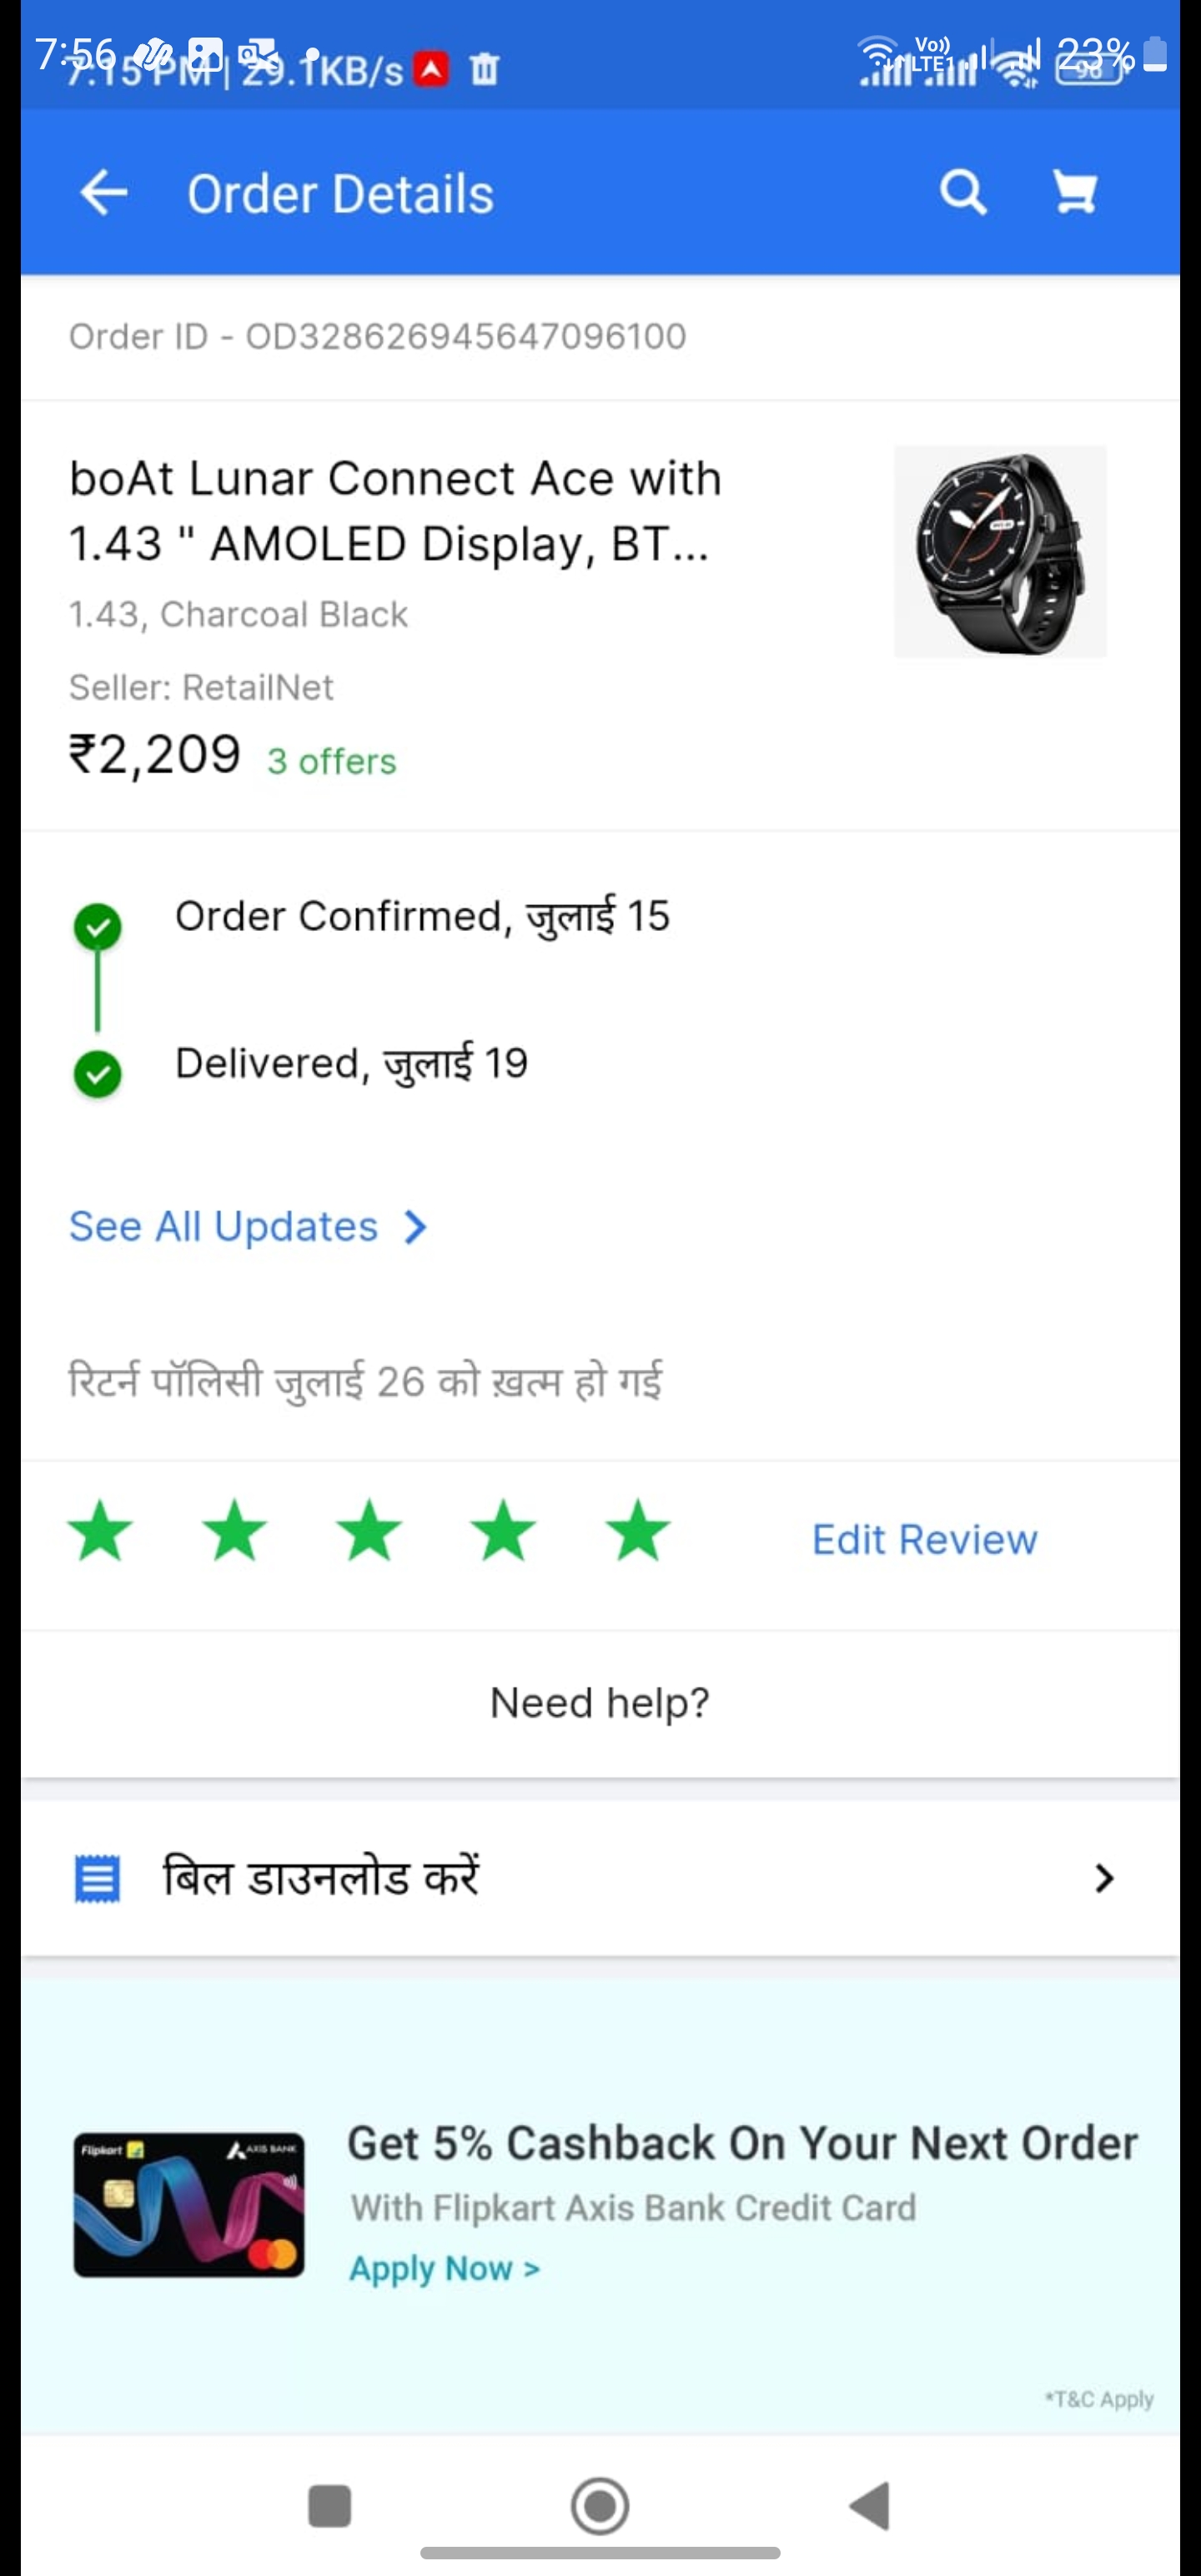 7:56
7:15 PM | 29.1KB/s
Vo)) LTE1
23%
96
Order Details
Order ID - OD328626945647096100
boAt Lunar Connect Ace with
1.43 " AMOLED Display, BT...
1.43, Charcoal Black
Seller: RetailNet
₹2,209 3 offers
Order Confirmed, जुलाई 15
Delivered, जुलाई 19
See All Updates
रिटर्न पॉलिसी जुलाई 26 को ख़त्म हो गई
Edit Review
Need help?
बिल डाउनलोड करें
Flipkart
AXIS BANK
Get 5% Cashback On Your Next Order
With Flipkart Axis Bank Credit Card
Apply Now >
*T&C Apply